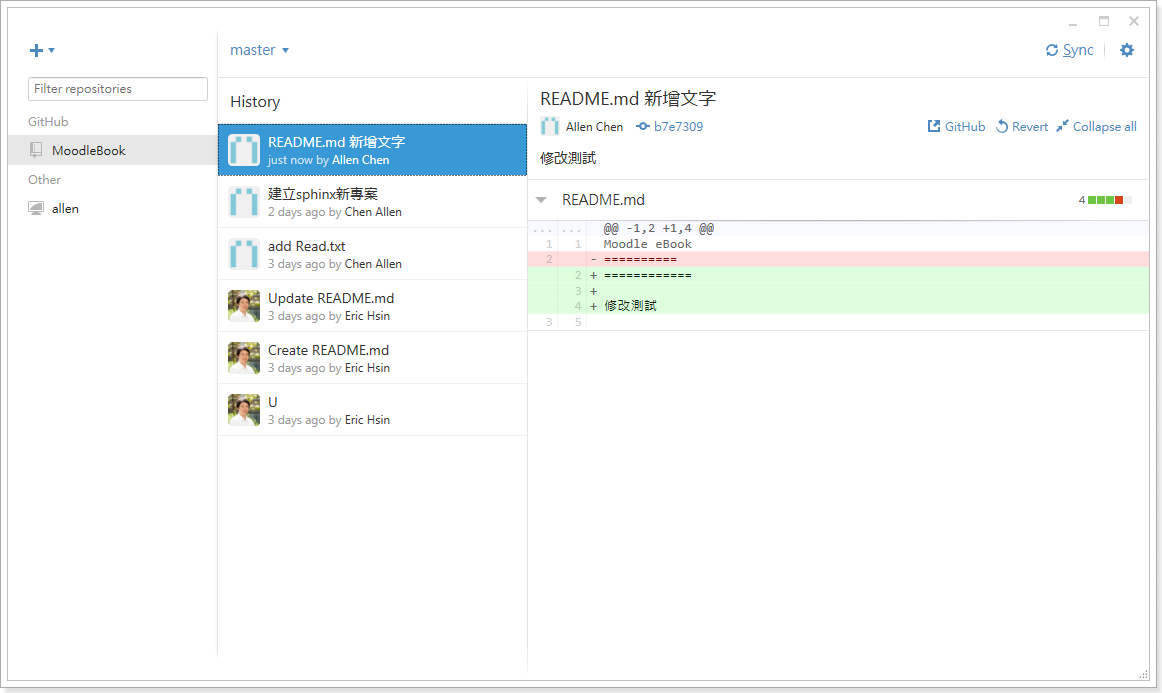 master
Sync
Filter repositories
GitHub
MoodleBook
Other
allen
History
README.md 新增文字
just now by Allen Chen
建立sphinx新專案
2 days ago by Chen Allen
add Read.txt
3 days ago by Chen Allen
Update README.md
3 days ago by Eric Hsin
Create README.md
3 days ago by Eric Hsin
U
3 days ago by Eric Hsin
README.md 新增文字
Allen Chen b7e7309 GitHub Revert Collapse all
修改測試
README.md 4
... ... @@ -1,2 +1,4 @@
1 1 Moodle eBook
2 - ==========
2 + ============
3 +
4 + 修改測試
3 5